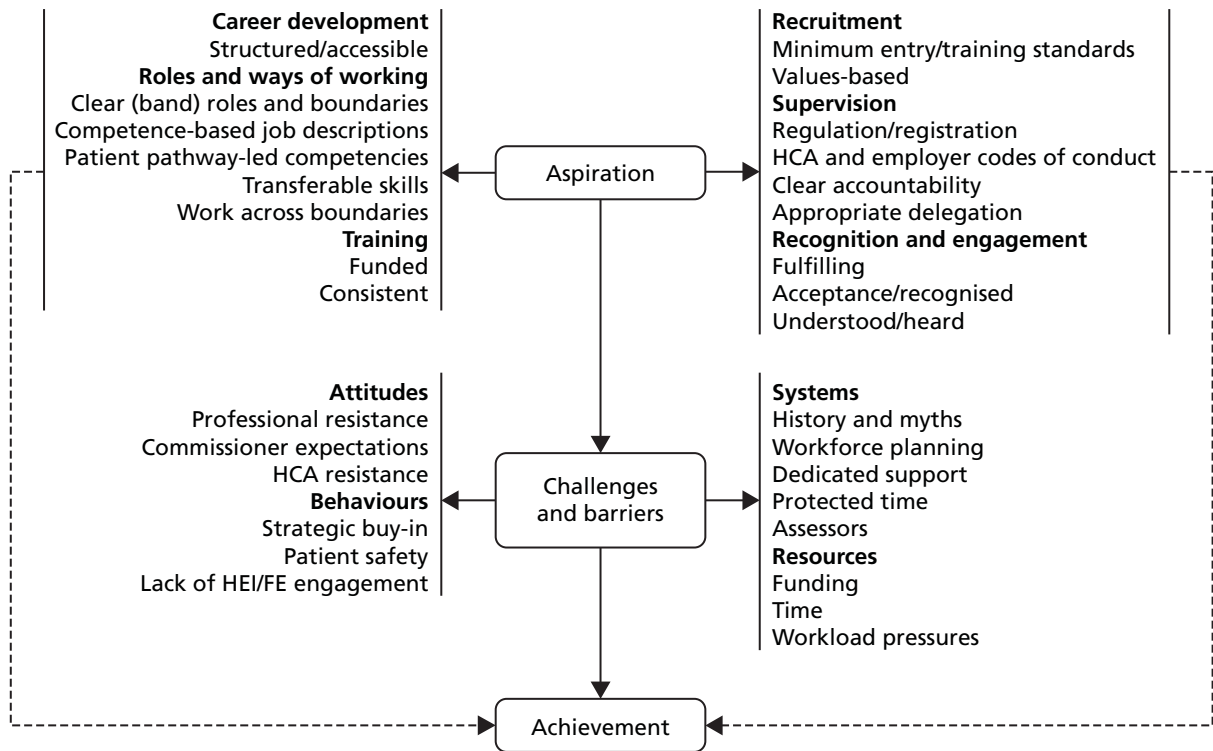 Career development
Structured/accessible
Roles and ways of working
Clear (band) roles and boundaries
Competence-based job descriptions
Patient pathway-led competencies
Transferable skills
Work across boundaries
Training
Funded
Consistent
Aspiration
Recruitment
Minimum entry/training standards
Values-based
Supervision
Regulation/registration
HCA and employer codes of conduct
Clear accountability
Appropriate delegation
Recognition and engagement
Fulfilling
Acceptance/recognised
Understood/heard
Attitudes
Professional resistance
Commissioner expectations
HCA resistance
Behaviours
Strategic buy-in
Patient safety
Lack of HEI/FE engagement
Challenges
and barriers
Systems
History and myths
Workforce planning
Dedicated support
Protected time
Assessors
Resources
Funding
Time
Workload pressures
Achievement